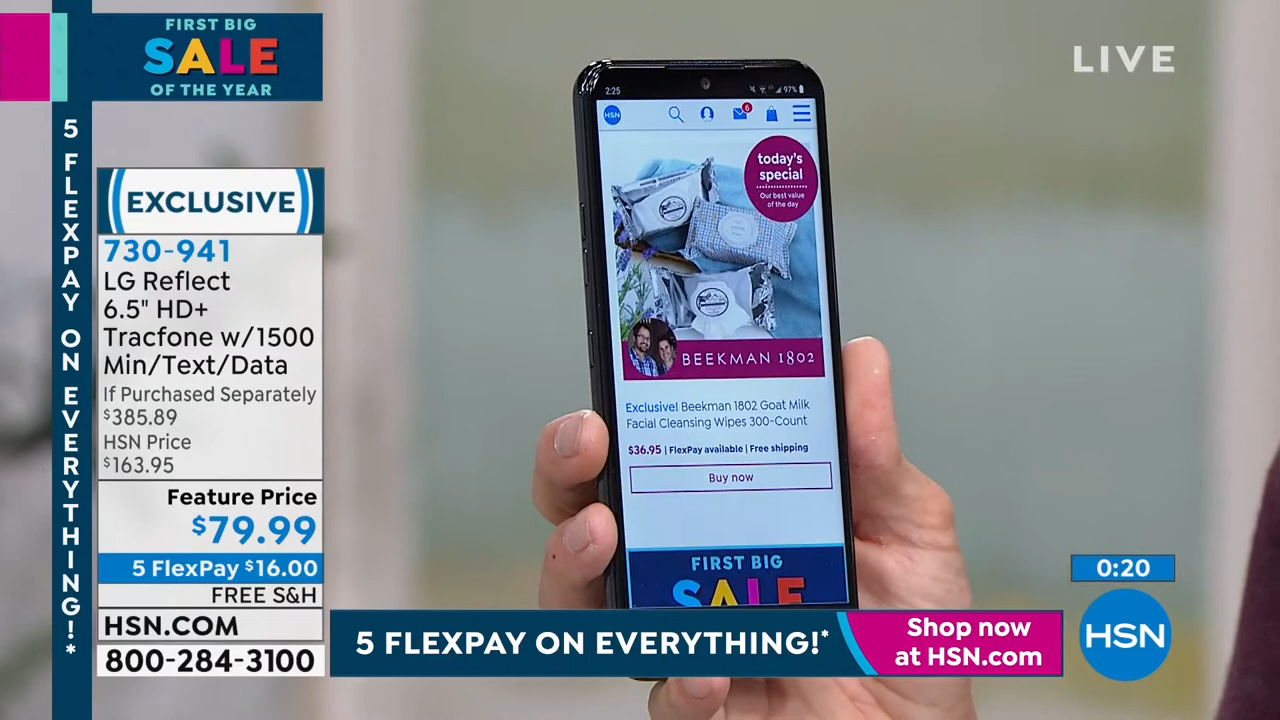 FIRST BIG
SALE
OF THE YEAR
5 FLEXPAY ON EVERYTHING!*
EXCLUSIVE
730-941
LG Reflect
6.5" HD+
Tracfone w/1500
Min/Text/Data
If Purchased Separately
$385.89
HSN Price
$163.95
Feature Price
$79.99
5 FlexPay $16.00
FREE S&H
HSN.COM
800-284-3100
LIVE
2:25
97%
HSN
6
today's
special
Our best value
of the day
BEEKMAN 1802
Exclusive! Beekman 1802 Goat Milk
Facial Cleansing Wipes 300-Count
$36.95 | FlexPay available | Free shipping
Buy now
FIRST BIG
SALE
5 FLEXPAY ON EVERYTHING!*
Shop now
at HSN.com
0:20
HSN